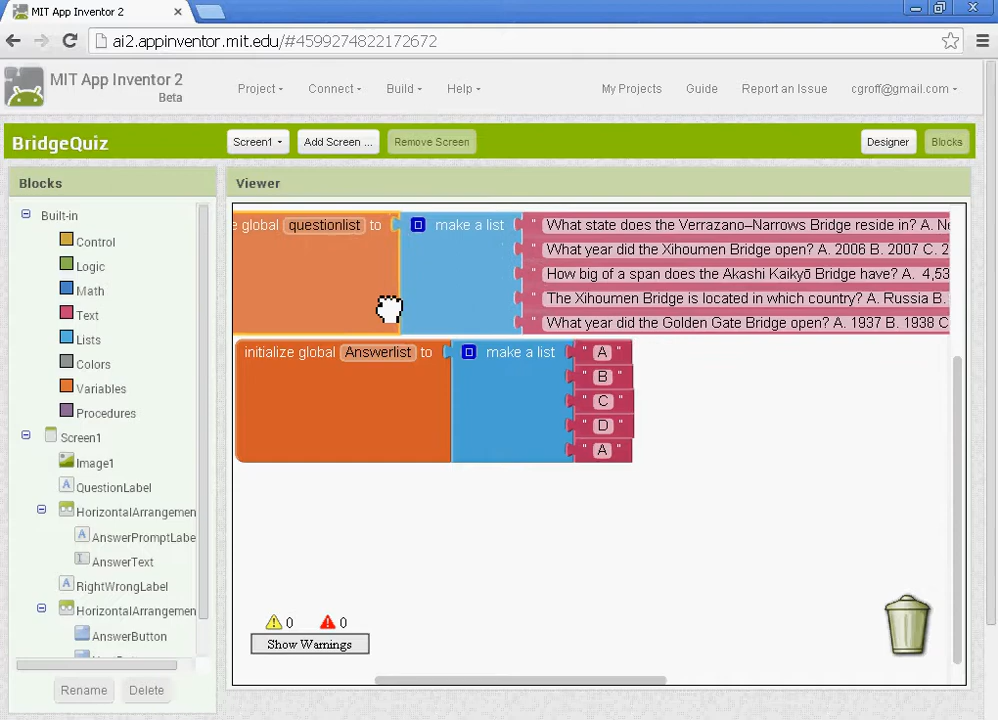 MIT App Inventor 2
ai2.appinventor.mit.edu/#4599274822172672
MIT App Inventor 2
Beta
Project
Connect
Build
Help
My Projects
Guide
Report an Issue
cgroff@gmail.com
BridgeQuiz
Screen1
Add Screen ...
Remove Screen
Designer
Blocks
Blocks
Viewer
Built-in
Control
Logic
Math
Text
Lists
Colors
Variables
Procedures
Screen1
Image1
QuestionLabel
HorizontalArrangemen
AnswerPromptLabe
AnswerText
RightWrongLabel
HorizontalArrangemen
AnswerButton
Rename
Delete
e global questionlist to
make a list
" What state does the Verrazano–Narrows Bridge reside in? A. Ne
" What year did the Xihoumen Bridge open? A. 2006 B. 2007 C. 2
" How big of a span does the Akashi Kaikyō Bridge have? A. 4,53
" The Xihoumen Bridge is located in which country? A. Russia B.
" What year did the Golden Gate Bridge open? A. 1937 B. 1938 C
initialize global Answerlist to
make a list
" A "
" B "
" C "
" D "
" A "
0
0
Show Warnings